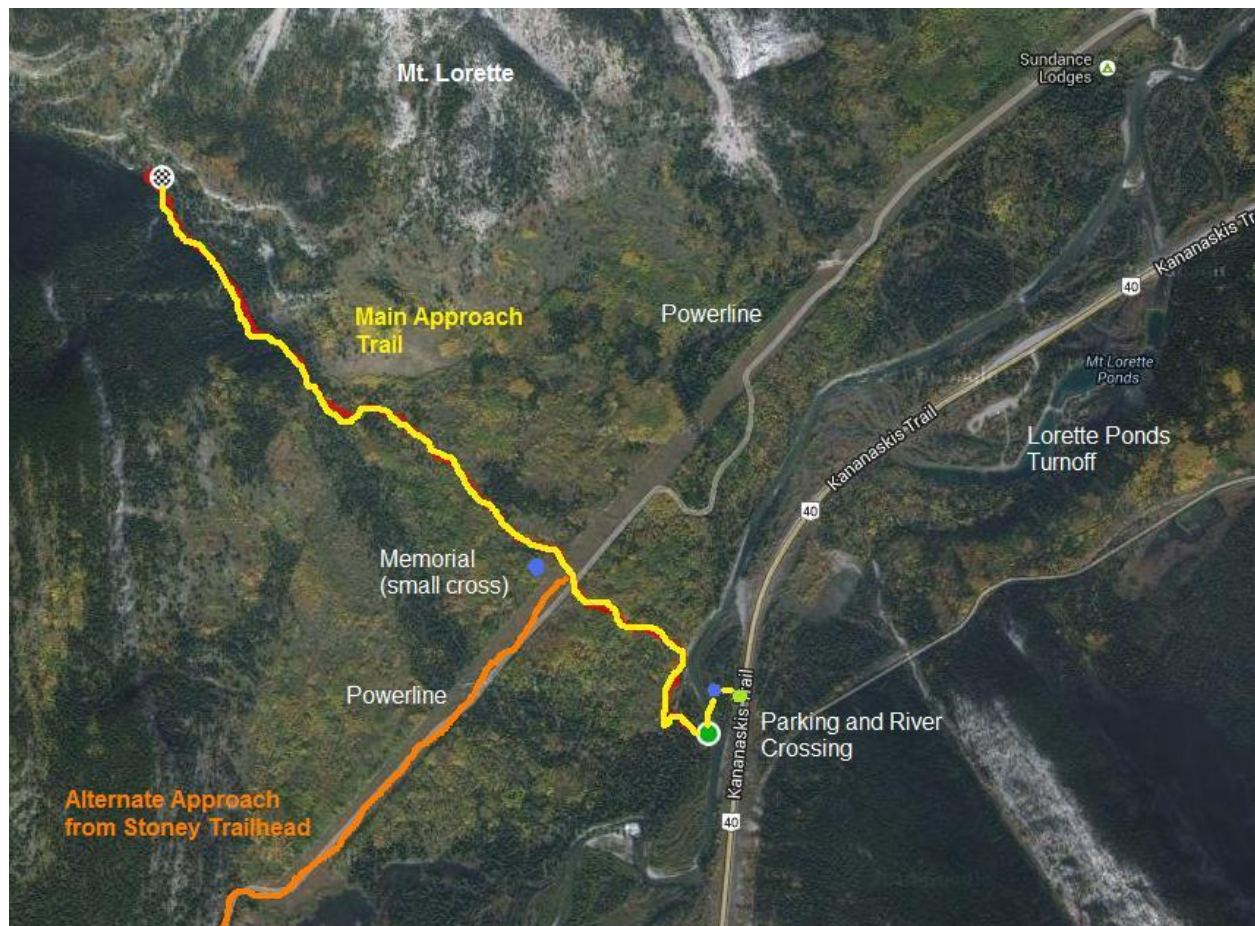 Mt. Lorette
Sundance
Lodges
Kananaskis Tr
40
Powerline
Main Approach
Trail
Mt Lorette
Ponds
Kananaskis Trail
40
Lorette Ponds
Turnoff
Memorial
(small cross)
Powerline
Kananaskis Trail
Parking and River
Crossing
Alternate Approach
from Stoney Trailhead
40